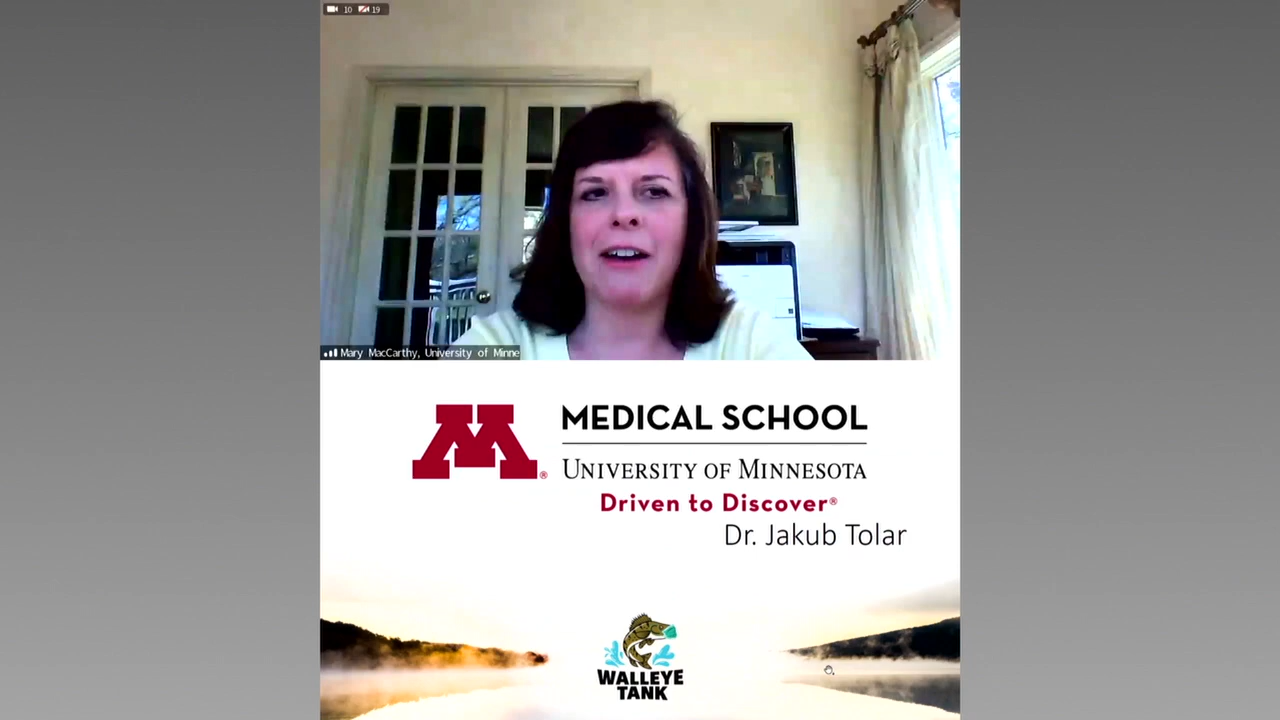 10 19
Mary MacCarthy, University of Minne
M®
MEDICAL SCHOOL
UNIVERSITY OF MINNESOTA
Driven to Discover®
Dr. Jakub Tolar
WALLEYE
TANK